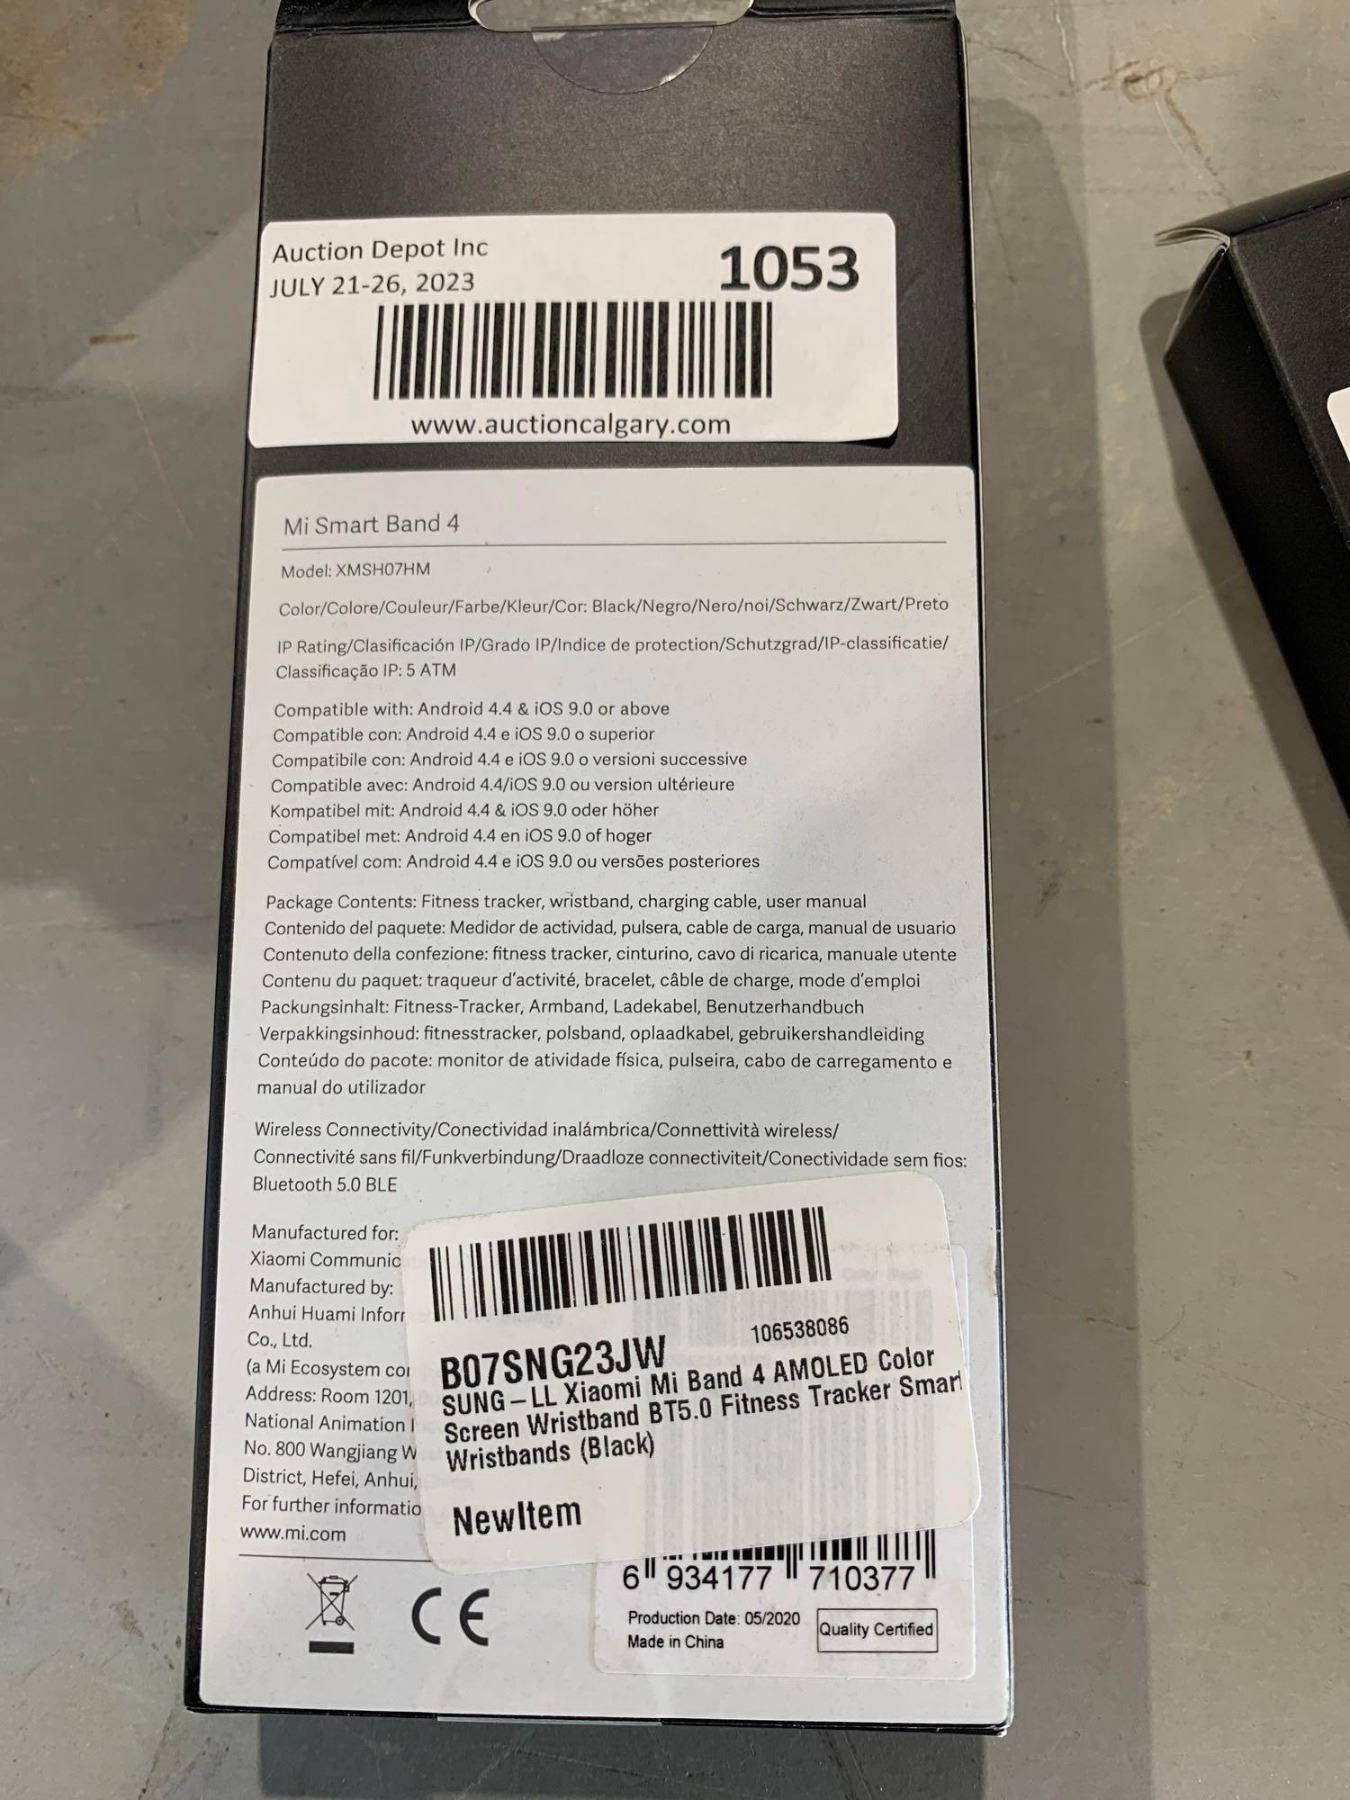 Auction Depot Inc
JULY 21-26, 2023
1053
www.auctioncalgary.com
Mi Smart Band 4
Model: XMSH07HM
Color/Colore/Couleur/Farbe/Kleur/Cor: Black/Negro/Nero/noi/Schwarz/Zwart/Preto
IP Rating/Clasificación IP/Grado IP/Indice de protection/Schutzgrad/IP-classificatie/
Classificação IP: 5 ATM
Compatible with: Android 4.4 & iOS 9.0 or above
Compatible con: Android 4.4 e iOS 9.0 o superior
Compatibile con: Android 4.4 e iOS 9.0 o versioni successive
Compatible avec: Android 4.4/iOS 9.0 ou version ultérieure
Kompatibel mit: Android 4.4 & iOS 9.0 oder höher
Compatibel met: Android 4.4 en iOS 9.0 of hoger
Compatível com: Android 4.4 e iOS 9.0 ou versões posteriores
Package Contents: Fitness tracker, wristband, charging cable, user manual
Contenido del paquete: Medidor de actividad, pulsera, cable de carga, manual de usuario
Contenuto della confezione: fitness tracker, cinturino, cavo di ricarica, manuale utente
Contenu du paquet: traqueur d'activité, bracelet, câble de charge, mode d'emploi
Packungsinhalt: Fitness-Tracker, Armband, Ladekabel, Benutzerhandbuch
Verpakkingsinhoud: fitnesstracker, polsband, oplaadkabel, gebruikershandleiding
Conteúdo do pacote: monitor de atividade física, pulseira, cabo de carregamento e
manual do utilizador
Wireless Connectivity/Conectividad inalámbrica/Connettività wireless/
Connectivité sans fil/Funkverbindung/Draadloze connectiviteit/Conectividade sem fios:
Bluetooth 5.0 BLE
Manufactured for:
Xiaomi Communic
Manufactured by:
Anhui Huami Infor
Co., Ltd.
(a Mi Ecosystem co
Address: Room 1201,
National Animation
No. 800 Wangjiang W
District, Hefei, Anhui,
For further informatio
www.mi.com
106538086
B07SNG23JW
SUNG-LL Xiaomi Mi Band 4 AMOLED Color
Screen Wristband BT5.0 Fitness Tracker Smart
Wristbands (Black)
NewItem
CE
6 934177 710377
Production Date: 05/2020
Made in China
Quality Certified